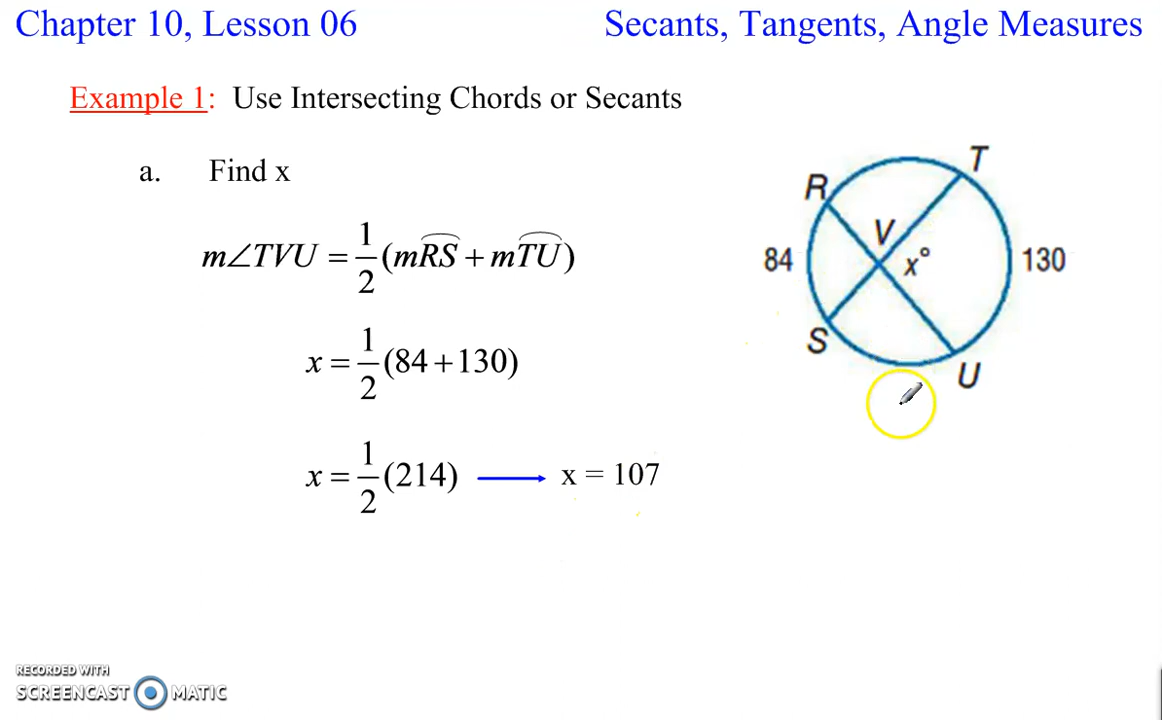 Chapter 10, Lesson 06
Secants, Tangents, Angle Measures
Example 1: Use Intersecting Chords or Secants
a. Find x
m∠TVU = 1/2 (mRS + mTU)
x = 1/2 (84 + 130)
x = 1/2 (214) → x = 107
T
R
V
84
x°
130
S
U
RECORDED WITH
SCREENCAST MATIC